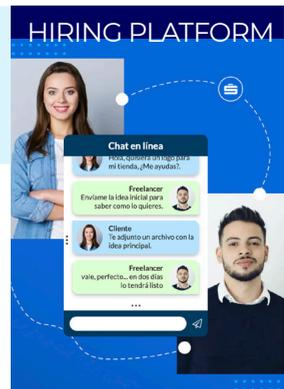 HIRING PLATFORM
Chat en línea
Hola, quisiera un logo para
mi tienda, ¿Me ayudas?.
Freelancer
Envíame la idea inicial para
saber como lo quieres.
Cliente
Te adjunto un archivo con la
idea principal.
Freelancer
vale, perfecto... en dos días
lo tendrá listo
...